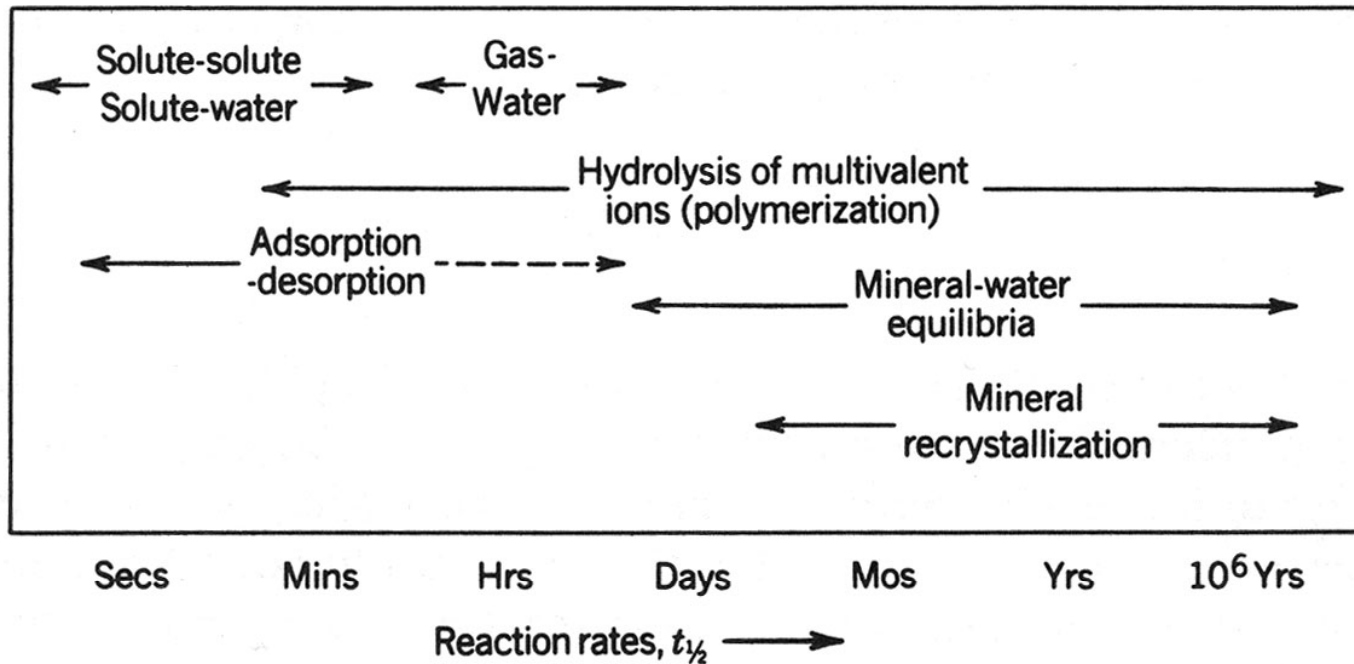 Solute-solute
Solute-water
Gas-
Water
Hydrolysis of multivalent
ions (polymerization)
Adsorption
-desorption
Mineral-water
equilibria
Mineral
recrystallization
Secs Mins Hrs Days Mos Yrs 10⁶ Yrs
Reaction rates, t½